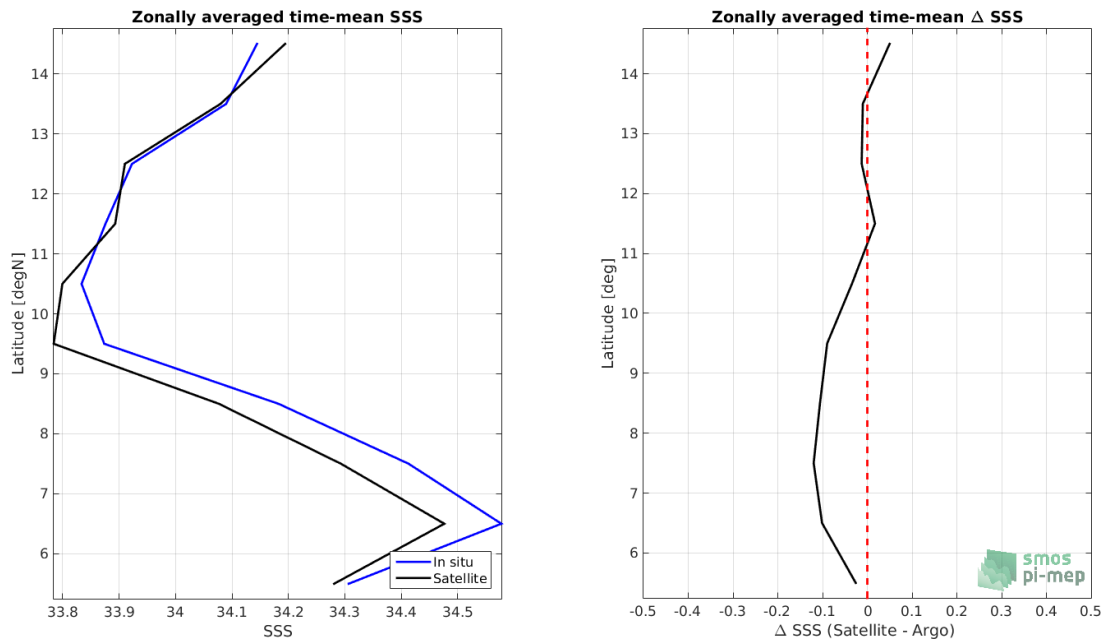 Zonally averaged time-mean SSS
14
13
12
11
10
9
8
7
6
Latitude [degN]
33.8 33.9 34 34.1 34.2 34.3 34.4 34.5
SSS
In situ
Satellite
Zonally averaged time-mean Δ SSS
14
13
12
11
10
9
8
7
6
Latitude [deg]
-0.5 -0.4 -0.3 -0.2 -0.1 0 0.1 0.2 0.3 0.4 0.5
Δ SSS (Satellite - Argo)
smos
pi-mep